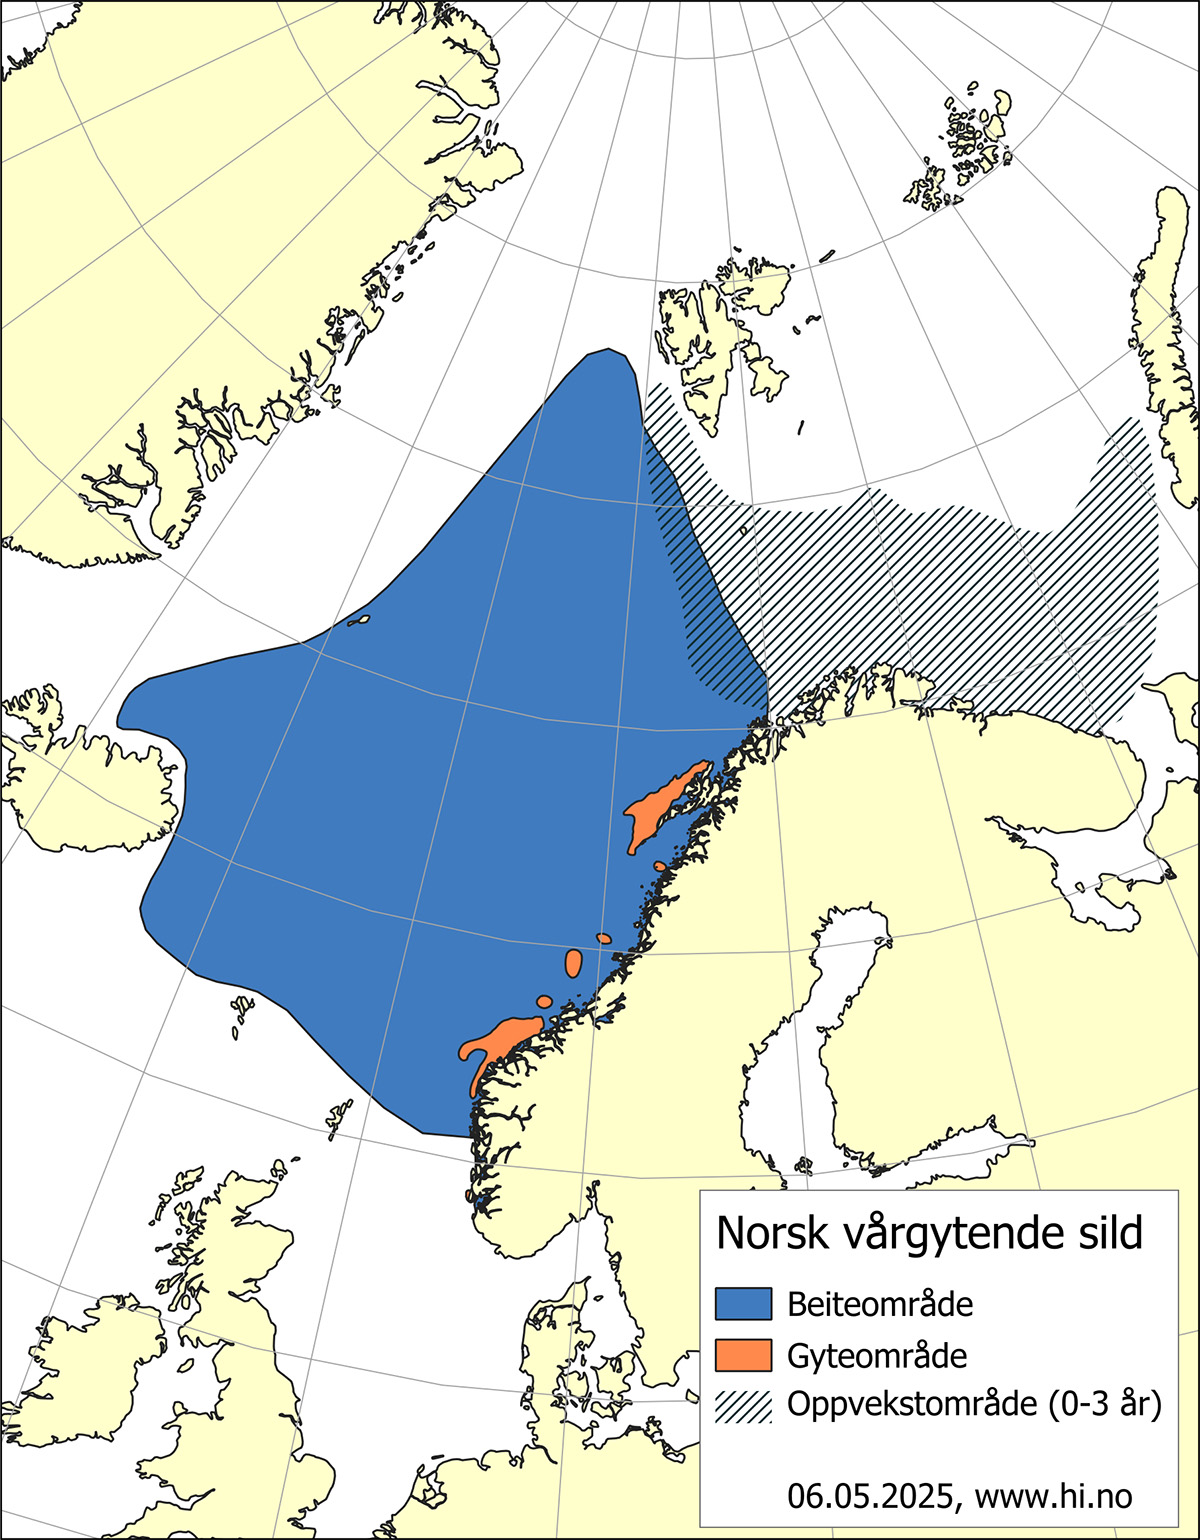 Norsk vårgytende sild
Beiteområde
Gyteområde
Oppvekstområde (0-3 år)
06.05.2025, www.hi.no